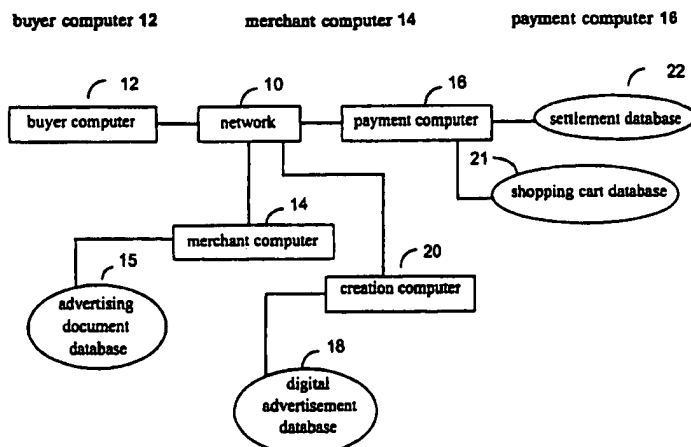 buyer computer 12 merchant computer 14 payment computer 16
12 10 16 22
buyer computer network payment computer settlement database
21
shopping cart database
14
merchant computer
15
20
advertising
document
database
creation computer
18
digital
advertisement
database